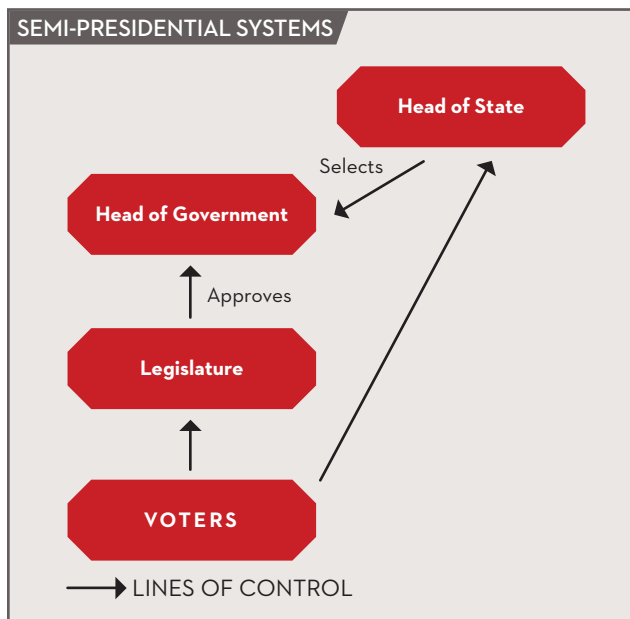 SEMI-PRESIDENTIAL SYSTEMS
Head of State
Selects
Head of Government
Approves
Legislature
VOTERS
LINES OF CONTROL